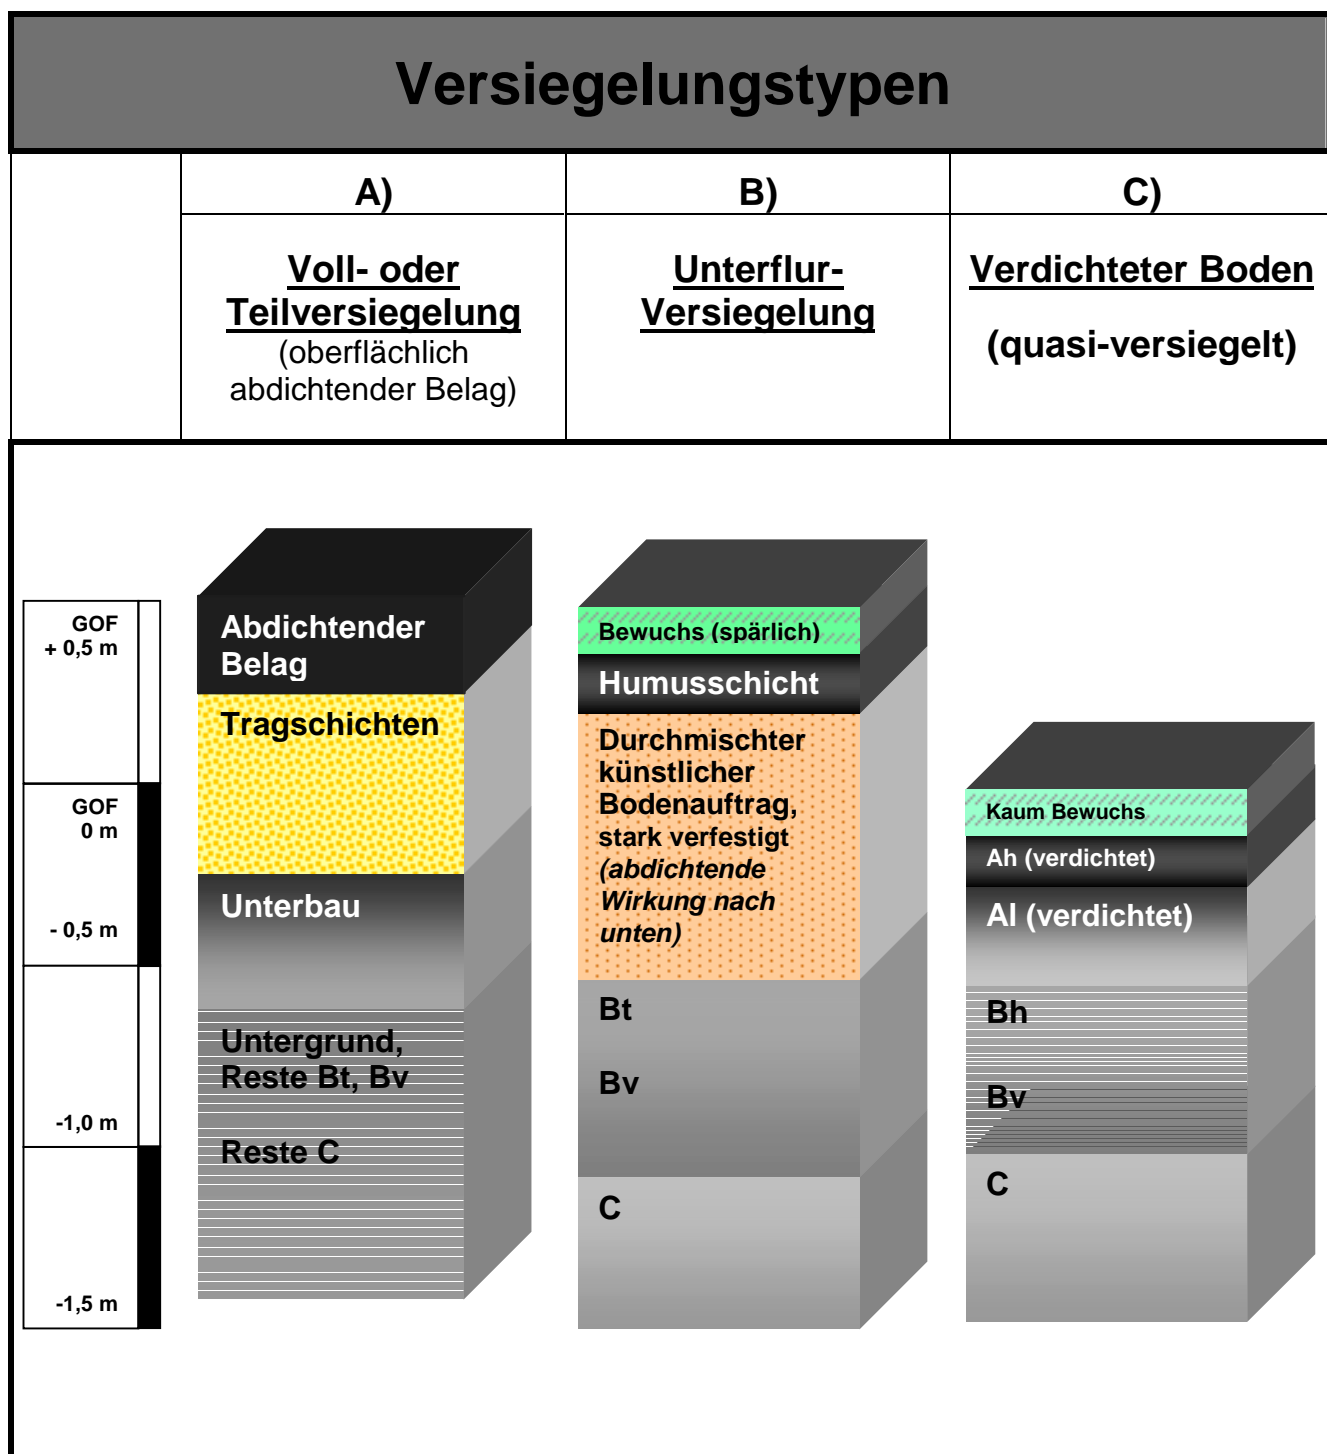 Versiegelungstypen
A)
B)
C)
Voll- oder
Teilversiegelung
(oberflächlich
abdichtender Belag)
Unterflur-
Versiegelung
Verdichteter Boden
(quasi-versiegelt)
GOF
+ 0,5 m
GOF
0 m
- 0,5 m
-1,0 m
-1,5 m
Abdichtender
Belag
Tragschichten
Unterbau
Untergrund,
Reste Bt, Bv
Reste C
Bewuchs (spärlich)
Humusschicht
Durchmischter
künstlicher
Bodenauftrag,
stark verfestigt
(abdichtende
Wirkung nach
unten)
Bt
Bv
C
Kaum Bewuchs
Ah (verdichtet)
Al (verdichtet)
Bh
Bv
C